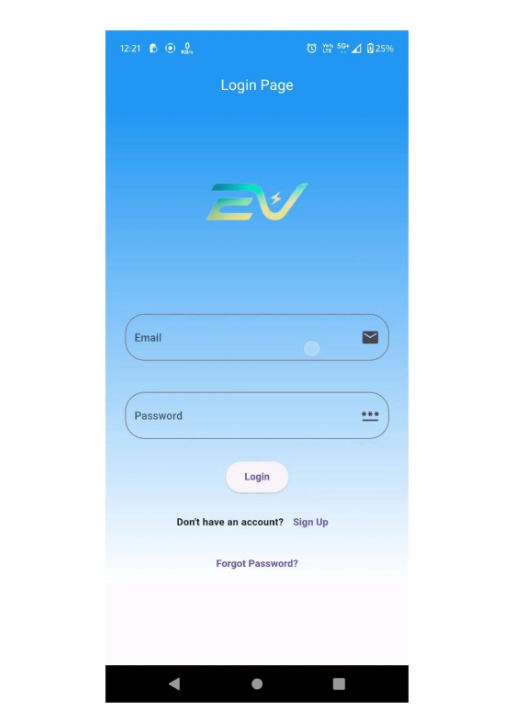 12:21 0 KB/s Vo)) LTE 5G+ 25%
Login Page
EV
Email
Password ***
Login
Don't have an account? Sign Up
Forgot Password?